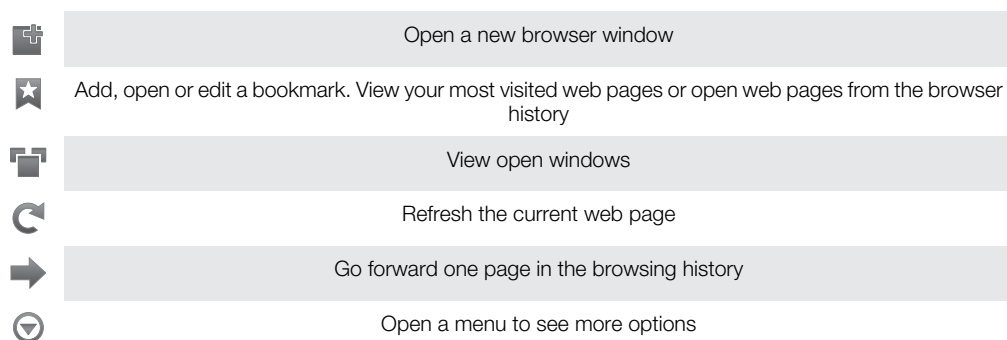 Open a new browser window
Add, open or edit a bookmark. View your most visited web pages or open web pages from the browser
history
View open windows
Refresh the current web page
Go forward one page in the browsing history
Open a menu to see more options